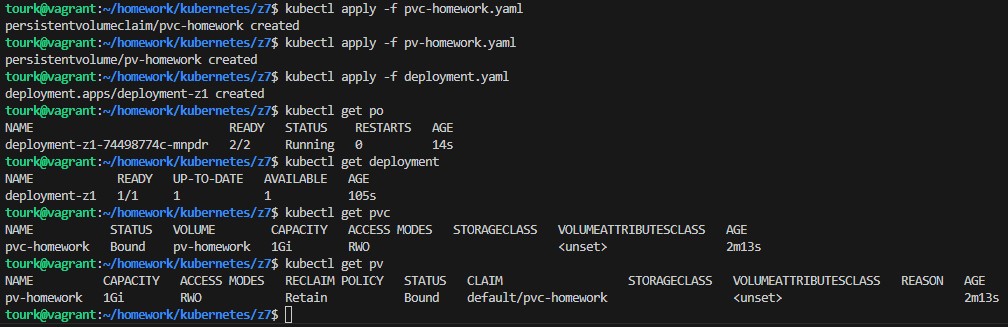 tourk@vagrant:~/homework/kubernetes/z7$ kubectl apply -f pvc-homework.yaml
persistentvolumeclaim/pvc-homework created
tourk@vagrant:~/homework/kubernetes/z7$ kubectl apply -f pv-homework.yaml
persistentvolume/pv-homework created
tourk@vagrant:~/homework/kubernetes/z7$ kubectl apply -f deployment.yaml
deployment.apps/deployment-z1 created
tourk@vagrant:~/homework/kubernetes/z7$ kubectl get po
NAME READY STATUS RESTARTS AGE
deployment-z1-74498774c-mnpdr 2/2 Running 0 14s
tourk@vagrant:~/homework/kubernetes/z7$ kubectl get deployment
NAME READY UP-TO-DATE AVAILABLE AGE
deployment-z1 1/1 1 1 105s
tourk@vagrant:~/homework/kubernetes/z7$ kubectl get pvc
NAME STATUS VOLUME CAPACITY ACCESS MODES STORAGECLASS VOLUMEATTRIBUTESCLASS AGE
pvc-homework Bound pv-homework 1Gi RWO <unset> 2m13s
tourk@vagrant:~/homework/kubernetes/z7$ kubectl get pv
NAME CAPACITY ACCESS MODES RECLAIM POLICY STATUS CLAIM STORAGECLASS VOLUMEATTRIBUTESCLASS REASON AGE
pv-homework 1Gi RWO Retain Bound default/pvc-homework <unset> 2m13s
tourk@vagrant:~/homework/kubernetes/z7$